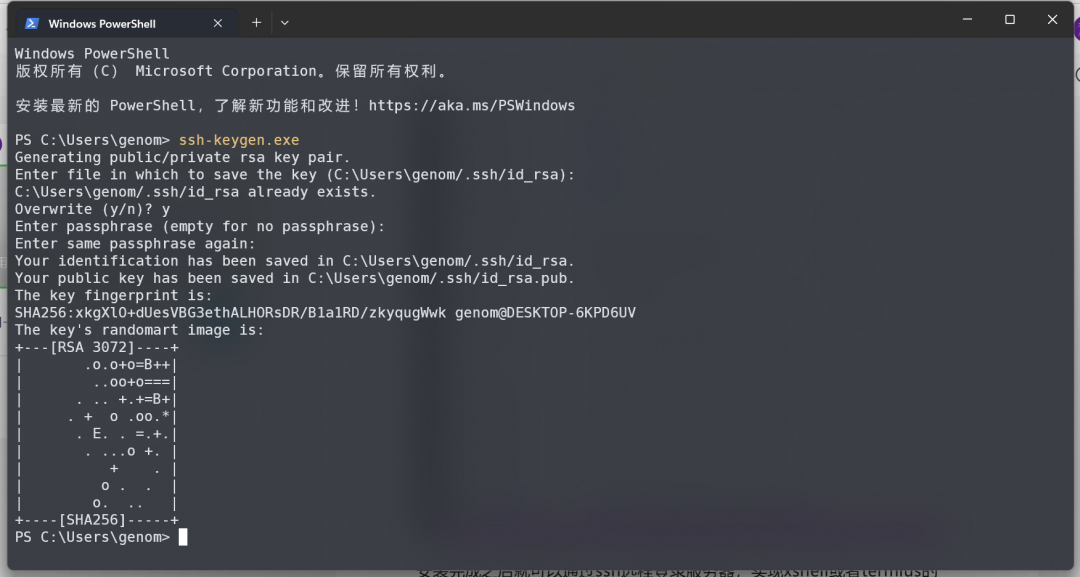 Windows PowerShell
Windows PowerShell
版权所有 (C) Microsoft Corporation。保留所有权利。
安装最新的 PowerShell,了解新功能和改进!https://aka.ms/PSWindows
PS C:\Users\genom> ssh-keygen.exe
Generating public/private rsa key pair.
Enter file in which to save the key (C:\Users\genom/.ssh/id_rsa):
C:\Users\genom/.ssh/id_rsa already exists.
Overwrite (y/n)? y
Enter passphrase (empty for no passphrase):
Enter same passphrase again:
Your identification has been saved in C:\Users\genom/.ssh/id_rsa.
Your public key has been saved in C:\Users\genom/.ssh/id_rsa.pub.
The key fingerprint is:
SHA256:xkgXlO+dUesVBG3ethALHORsDR/B1a1RD/zkyqugWwk genom@DESKTOP-6KPD6UV
The key's randomart image is:
+---[RSA 3072]----+
|       .o.o+o=B++|
|        ..oo+o===|
|      . .. +.+=B+|
|     . +  o .oo.*|
|      . E. . =.+.|
|       . ...o +. |
|          +    . |
|         o .  .  |
|        o.  ..   |
+----[SHA256]-----+
PS C:\Users\genom>